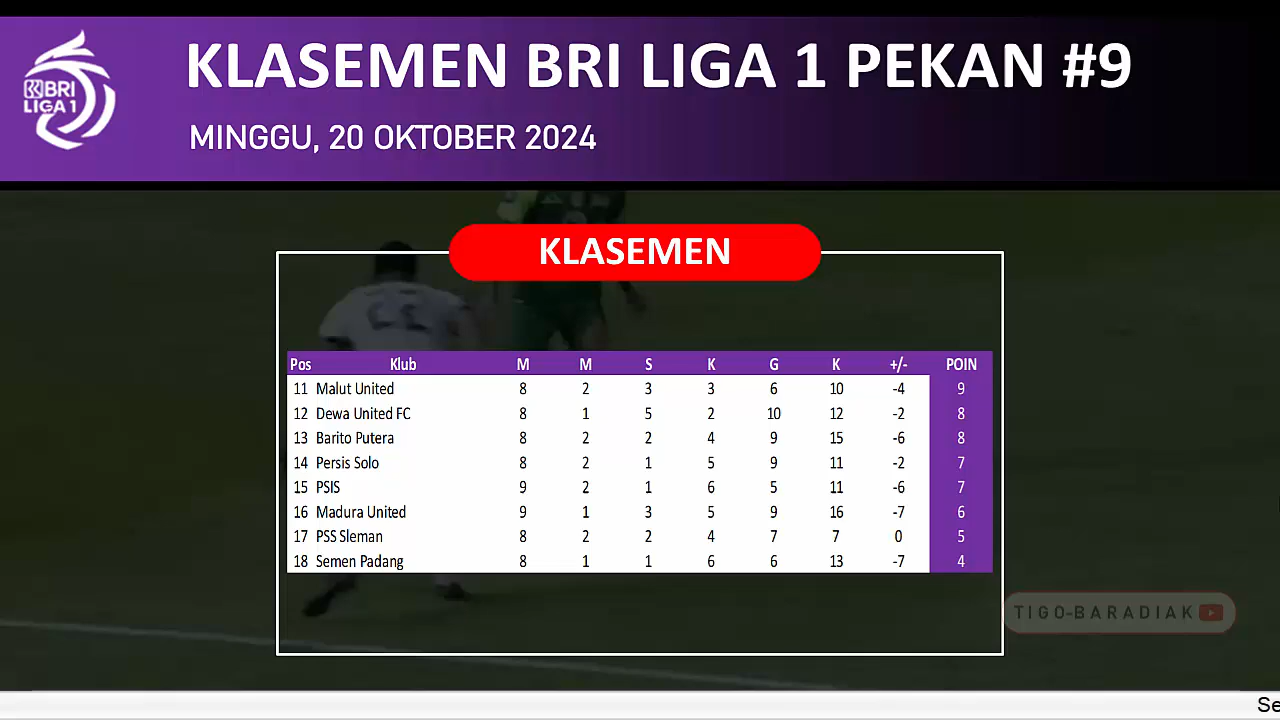 KLASEMEN BRI LIGA 1 PEKAN #9
BRI
LIGA 1
MINGGU, 20 OKTOBER 2024
KLASEMEN
Pos Klub M M S K G K +/- POIN
11 Malut United 8 2 3 3 6 10 -4 9
12 Dewa United FC 8 1 5 2 10 12 -2 8
13 Barito Putera 8 2 2 4 9 15 -6 8
14 Persis Solo 8 2 1 5 9 11 -2 7
15 PSIS 9 2 1 6 5 11 -6 7
16 Madura United 9 1 3 5 9 16 -7 6
17 PSS Sleman 8 2 2 4 7 7 0 5
18 Semen Padang 8 1 1 6 6 13 -7 4
TIGO-BARADIAK
Se